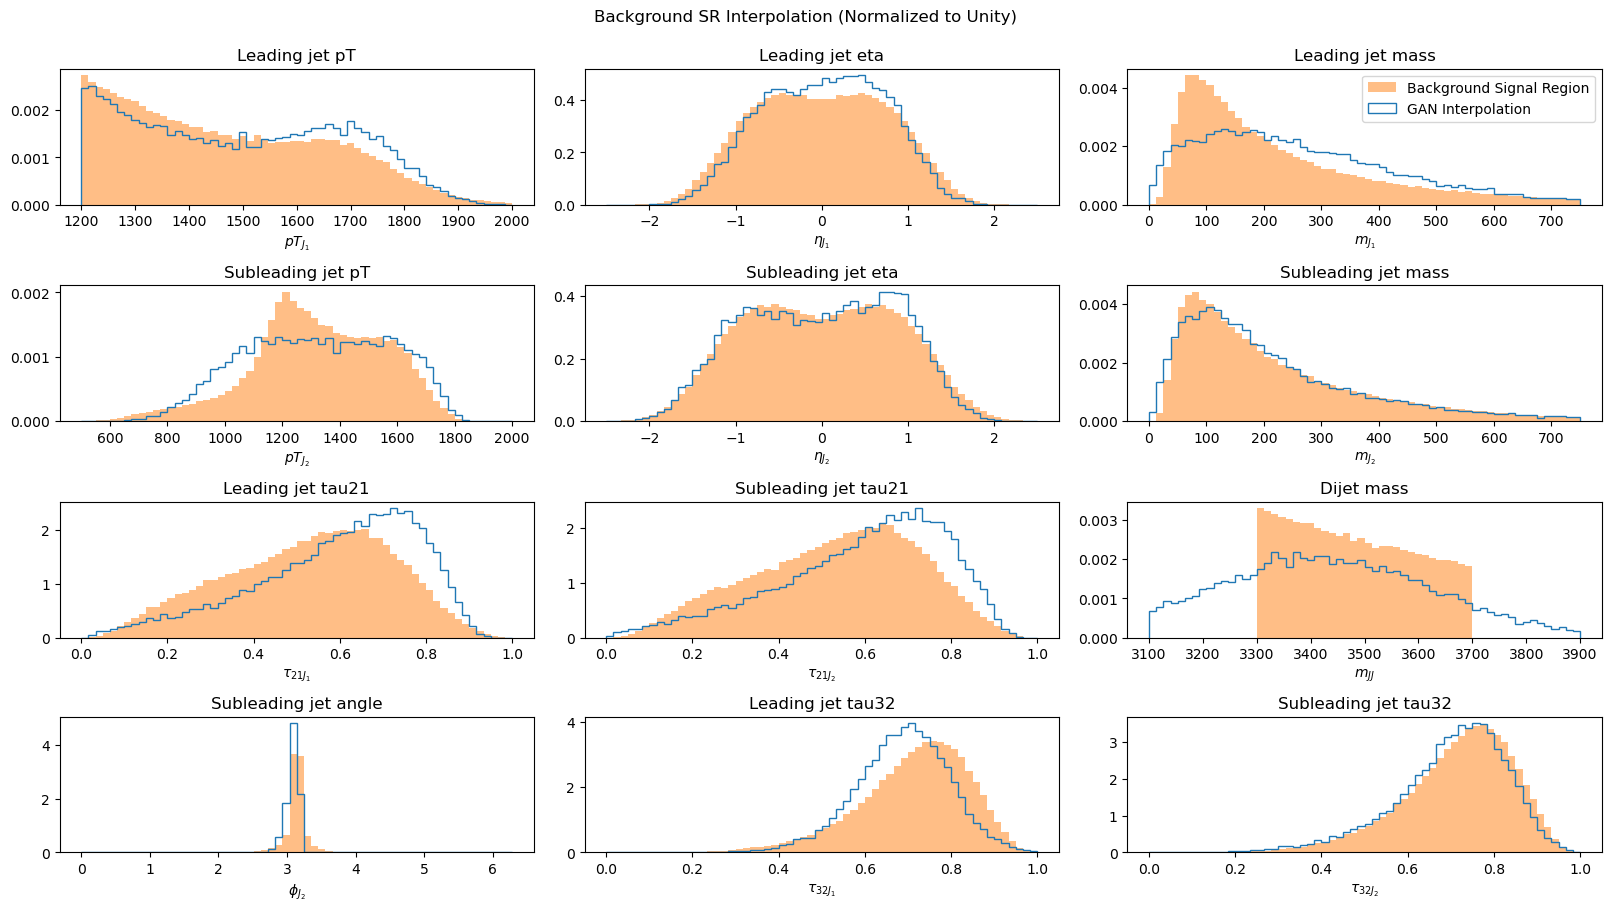 Background SR Interpolation (Normalized to Unity)
Leading jet pT
0.002
0.001
0.000
1200 1300 1400 1500 1600 1700 1800 1900 2000
pT_{J_1}
Leading jet eta
0.4
0.2
0.0
−2 −1 0 1 2
η_{J_1}
Leading jet mass
0.004
0.002
0.000
Background Signal Region
GAN Interpolation
0 100 200 300 400 500 600 700
m_{J_1}
Subleading jet pT
0.002
0.001
0.000
600 800 1000 1200 1400 1600 1800 2000
pT_{J_2}
Subleading jet eta
0.4
0.2
0.0
−2 −1 0 1 2
η_{J_2}
Subleading jet mass
0.004
0.002
0.000
0 100 200 300 400 500 600 700
m_{J_2}
Leading jet tau21
2
1
0
0.0 0.2 0.4 0.6 0.8 1.0
τ_{21J_1}
Subleading jet tau21
2
1
0
0.0 0.2 0.4 0.6 0.8 1.0
τ_{21J_2}
Dijet mass
0.003
0.002
0.001
0.000
3100 3200 3300 3400 3500 3600 3700 3800 3900
m_{JJ}
Subleading jet angle
4
2
0
0 1 2 3 4 5 6
ϕ_{J_2}
Leading jet tau32
4
2
0
0.0 0.2 0.4 0.6 0.8 1.0
τ_{32J_1}
Subleading jet tau32
3
2
1
0
0.0 0.2 0.4 0.6 0.8 1.0
τ_{32J_2}